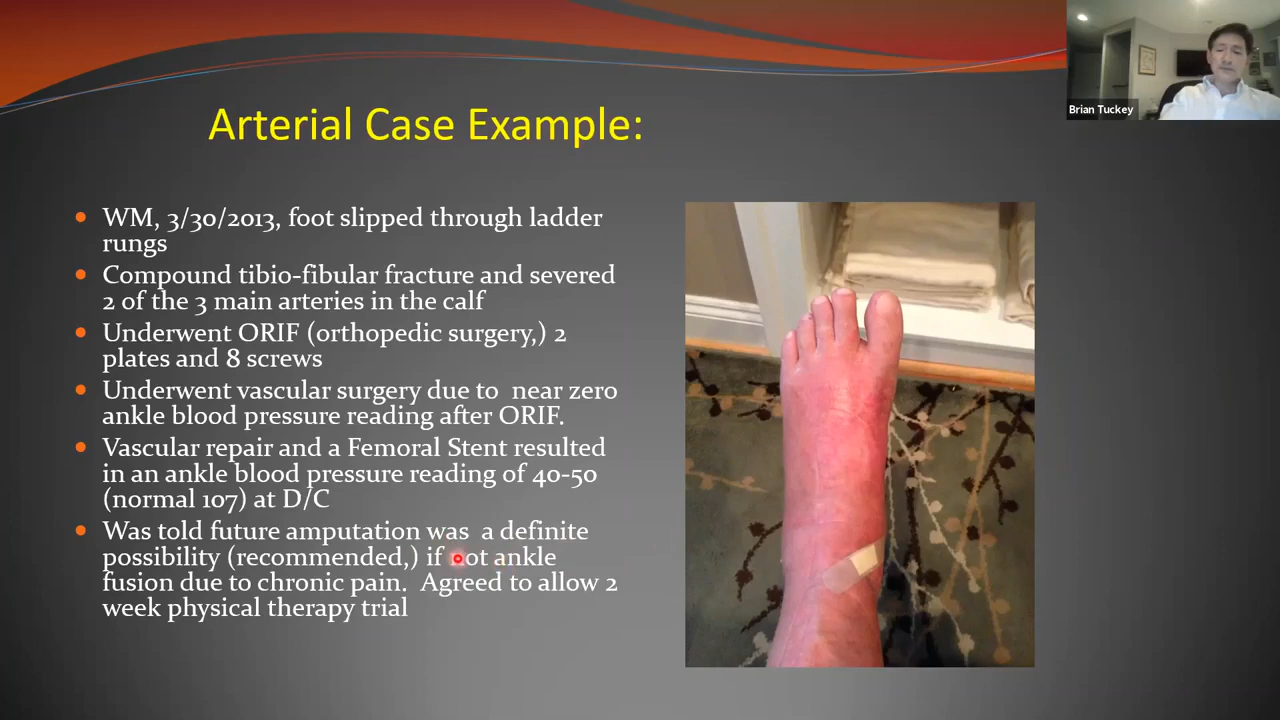 Brian Tuckey
Arterial Case Example:
WM, 3/30/2013, foot slipped through ladder
rungs
Compound tibio-fibular fracture and severed
2 of the 3 main arteries in the calf
Underwent ORIF (orthopedic surgery,) 2
plates and 8 screws
Underwent vascular surgery due to near zero
ankle blood pressure reading after ORIF.
Vascular repair and a Femoral Stent resulted
in an ankle blood pressure reading of 40-50
(normal 107) at D/C
Was told future amputation was a definite
possibility (recommended,) if not ankle
fusion due to chronic pain. Agreed to allow 2
week physical therapy trial